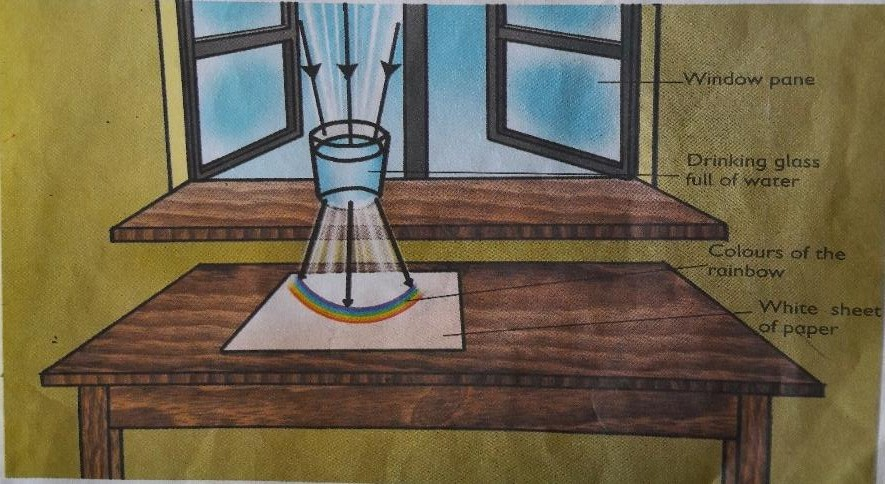 Window pane
Drinking glass
full of water
Colours of the
rainbow
White sheet
of paper